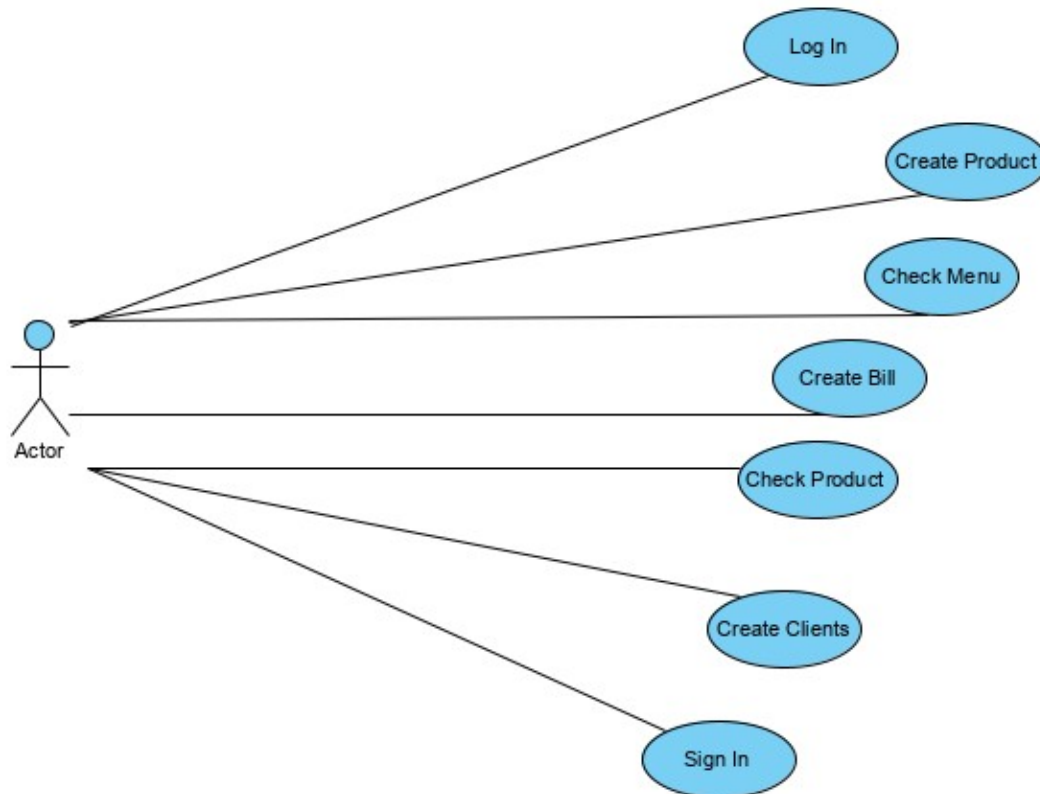 Log In
Create Product
Check Menu
Create Bill
Actor
Check Product
Create Clients
Sign In